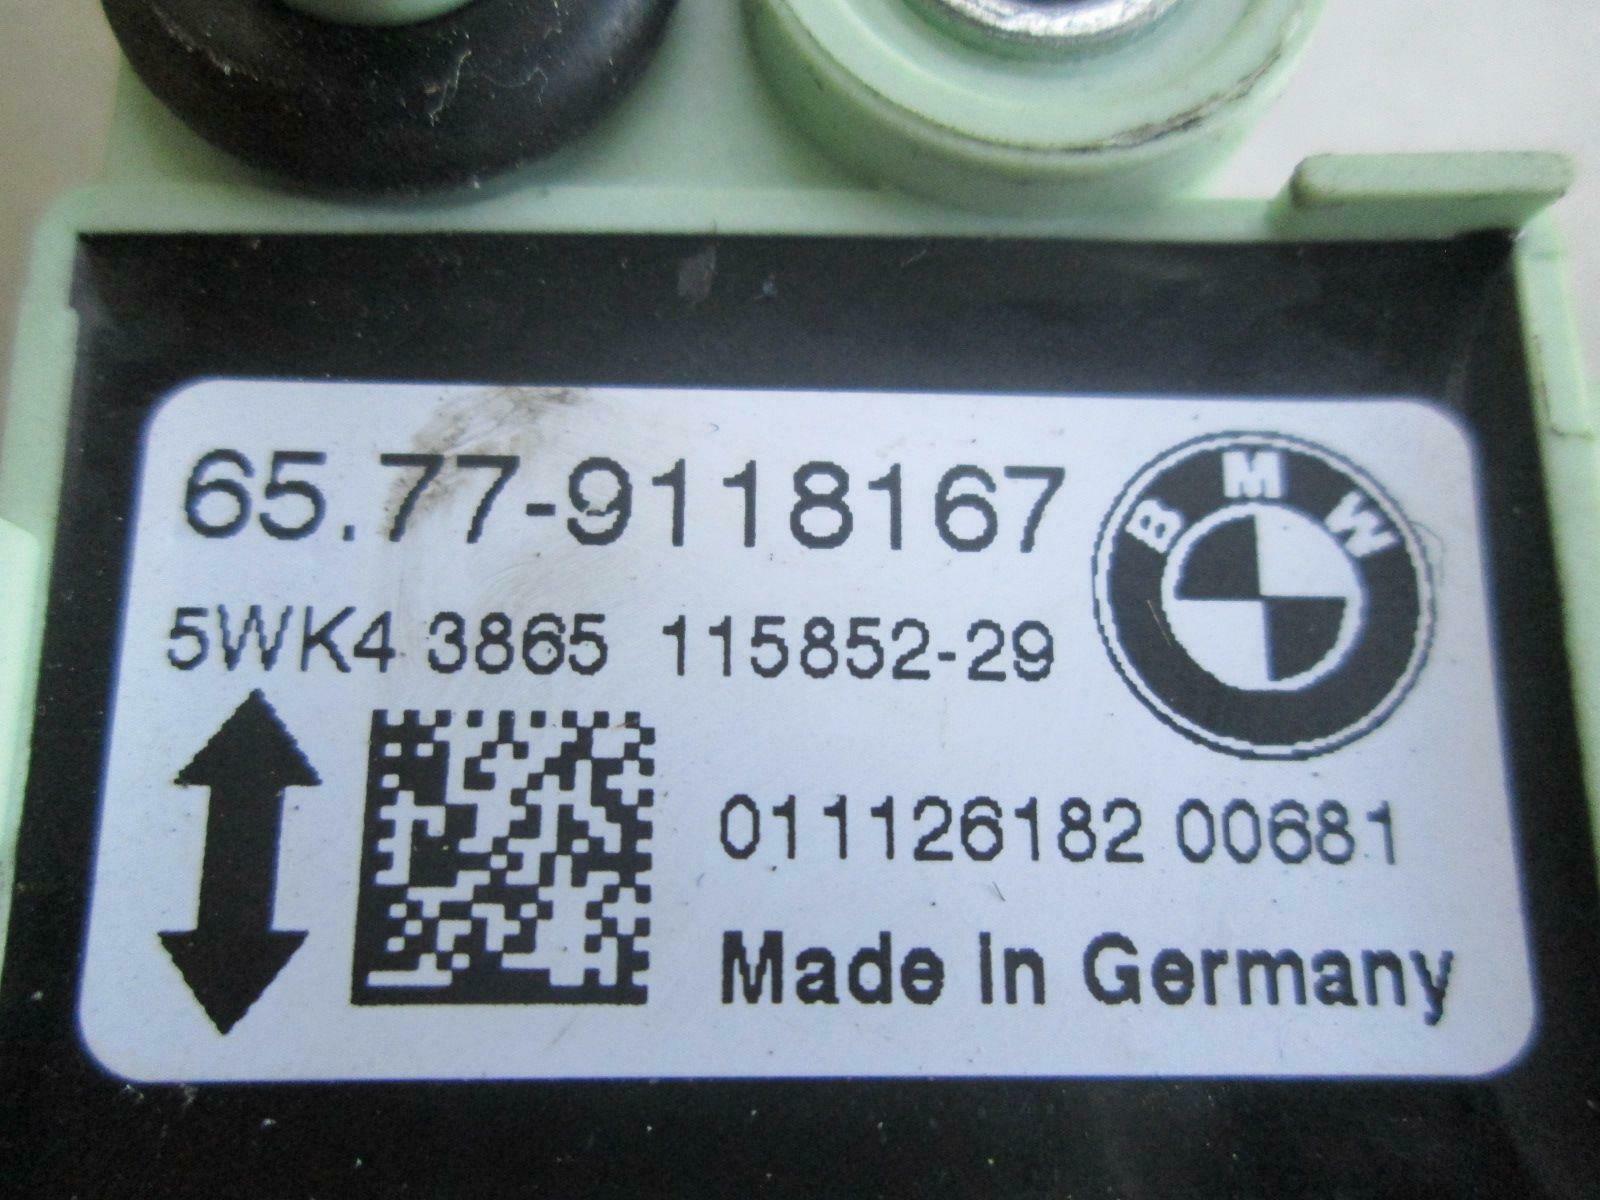 65.77-9118167
BMW
5WK4 3865 115852-29
011126182 00681
Made In Germany